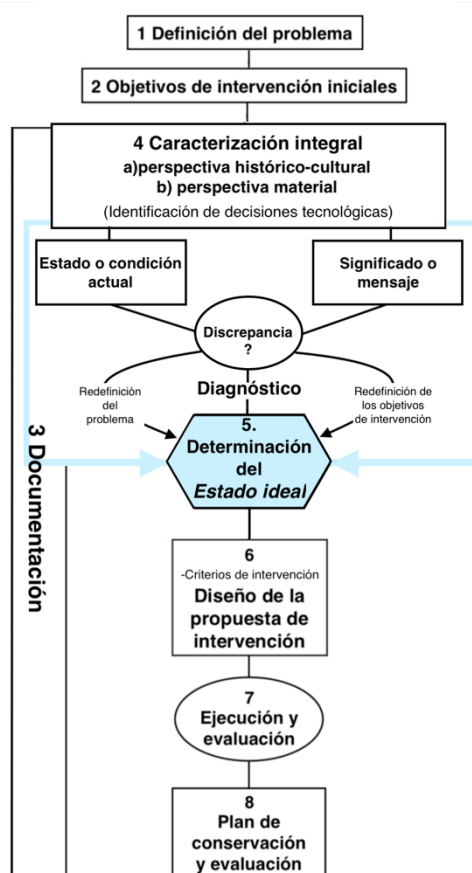 1 Definición del problema
2 Objetivos de intervención iniciales
4 Caracterización integral
a)perspectiva histórico-cultural
b) perspectiva material
(Identificación de decisiones tecnológicas)
Estado o condición
actual
Significado o
mensaje
Discrepancia
?
Redefinición
del
problema
Diagnóstico
Redefinición de
los objetivos
de intervención
3 Documentación
5.
Determinación
del
Estado ideal
6
-Criterios de intervención
Diseño de la
propuesta de
intervención
7
Ejecución y
evaluación
8
Plan de
conservación
y evaluación